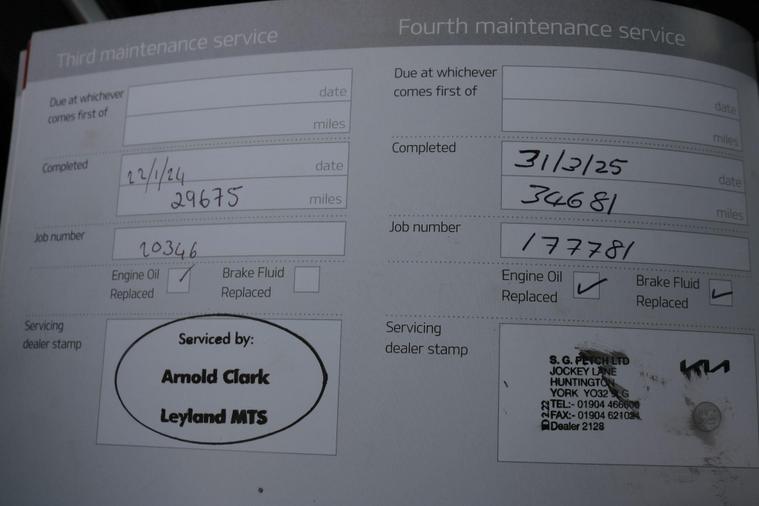 Third maintenance service
Due at whichever
comes first of
date
miles
Completed
22/1/24 date
29675 miles
Job number
20346
Engine Oil
Replaced
Brake Fluid
Replaced
Servicing
dealer stamp
Serviced by:
Arnold Clark
Leyland MTS
Fourth maintenance service
Due at whichever
comes first of
date
miles
Completed
31/3/25 date
34681 miles
Job number
177781
Engine Oil
Replaced
Brake Fluid
Replaced
Servicing
dealer stamp
S. G. PETCH LTD
JOCKEY LANE
HUNTINGTON
YORK YO32
TEL:- 01904
FAX:- 01904
Dealer 2128
KIA